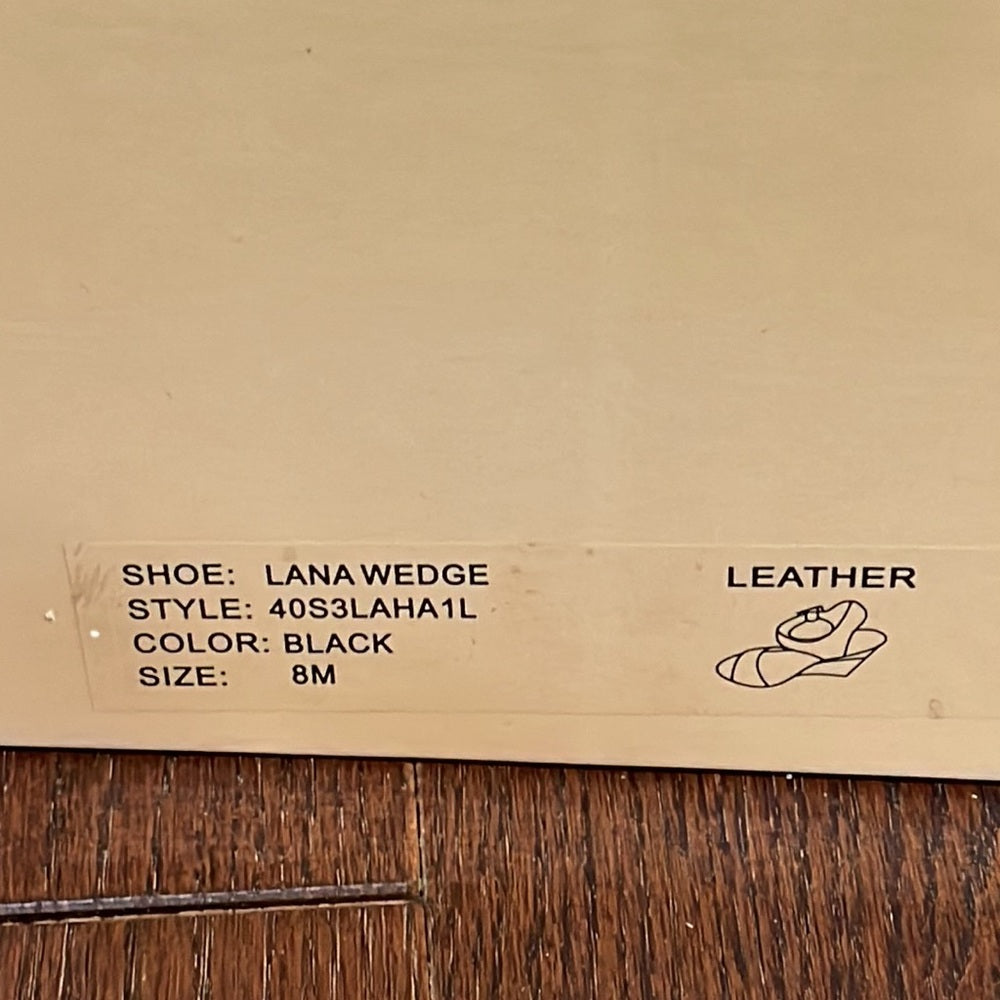 SHOE: LANA WEDGE
STYLE: 40S3LAHA1L
COLOR: BLACK
SIZE: 8M
LEATHER